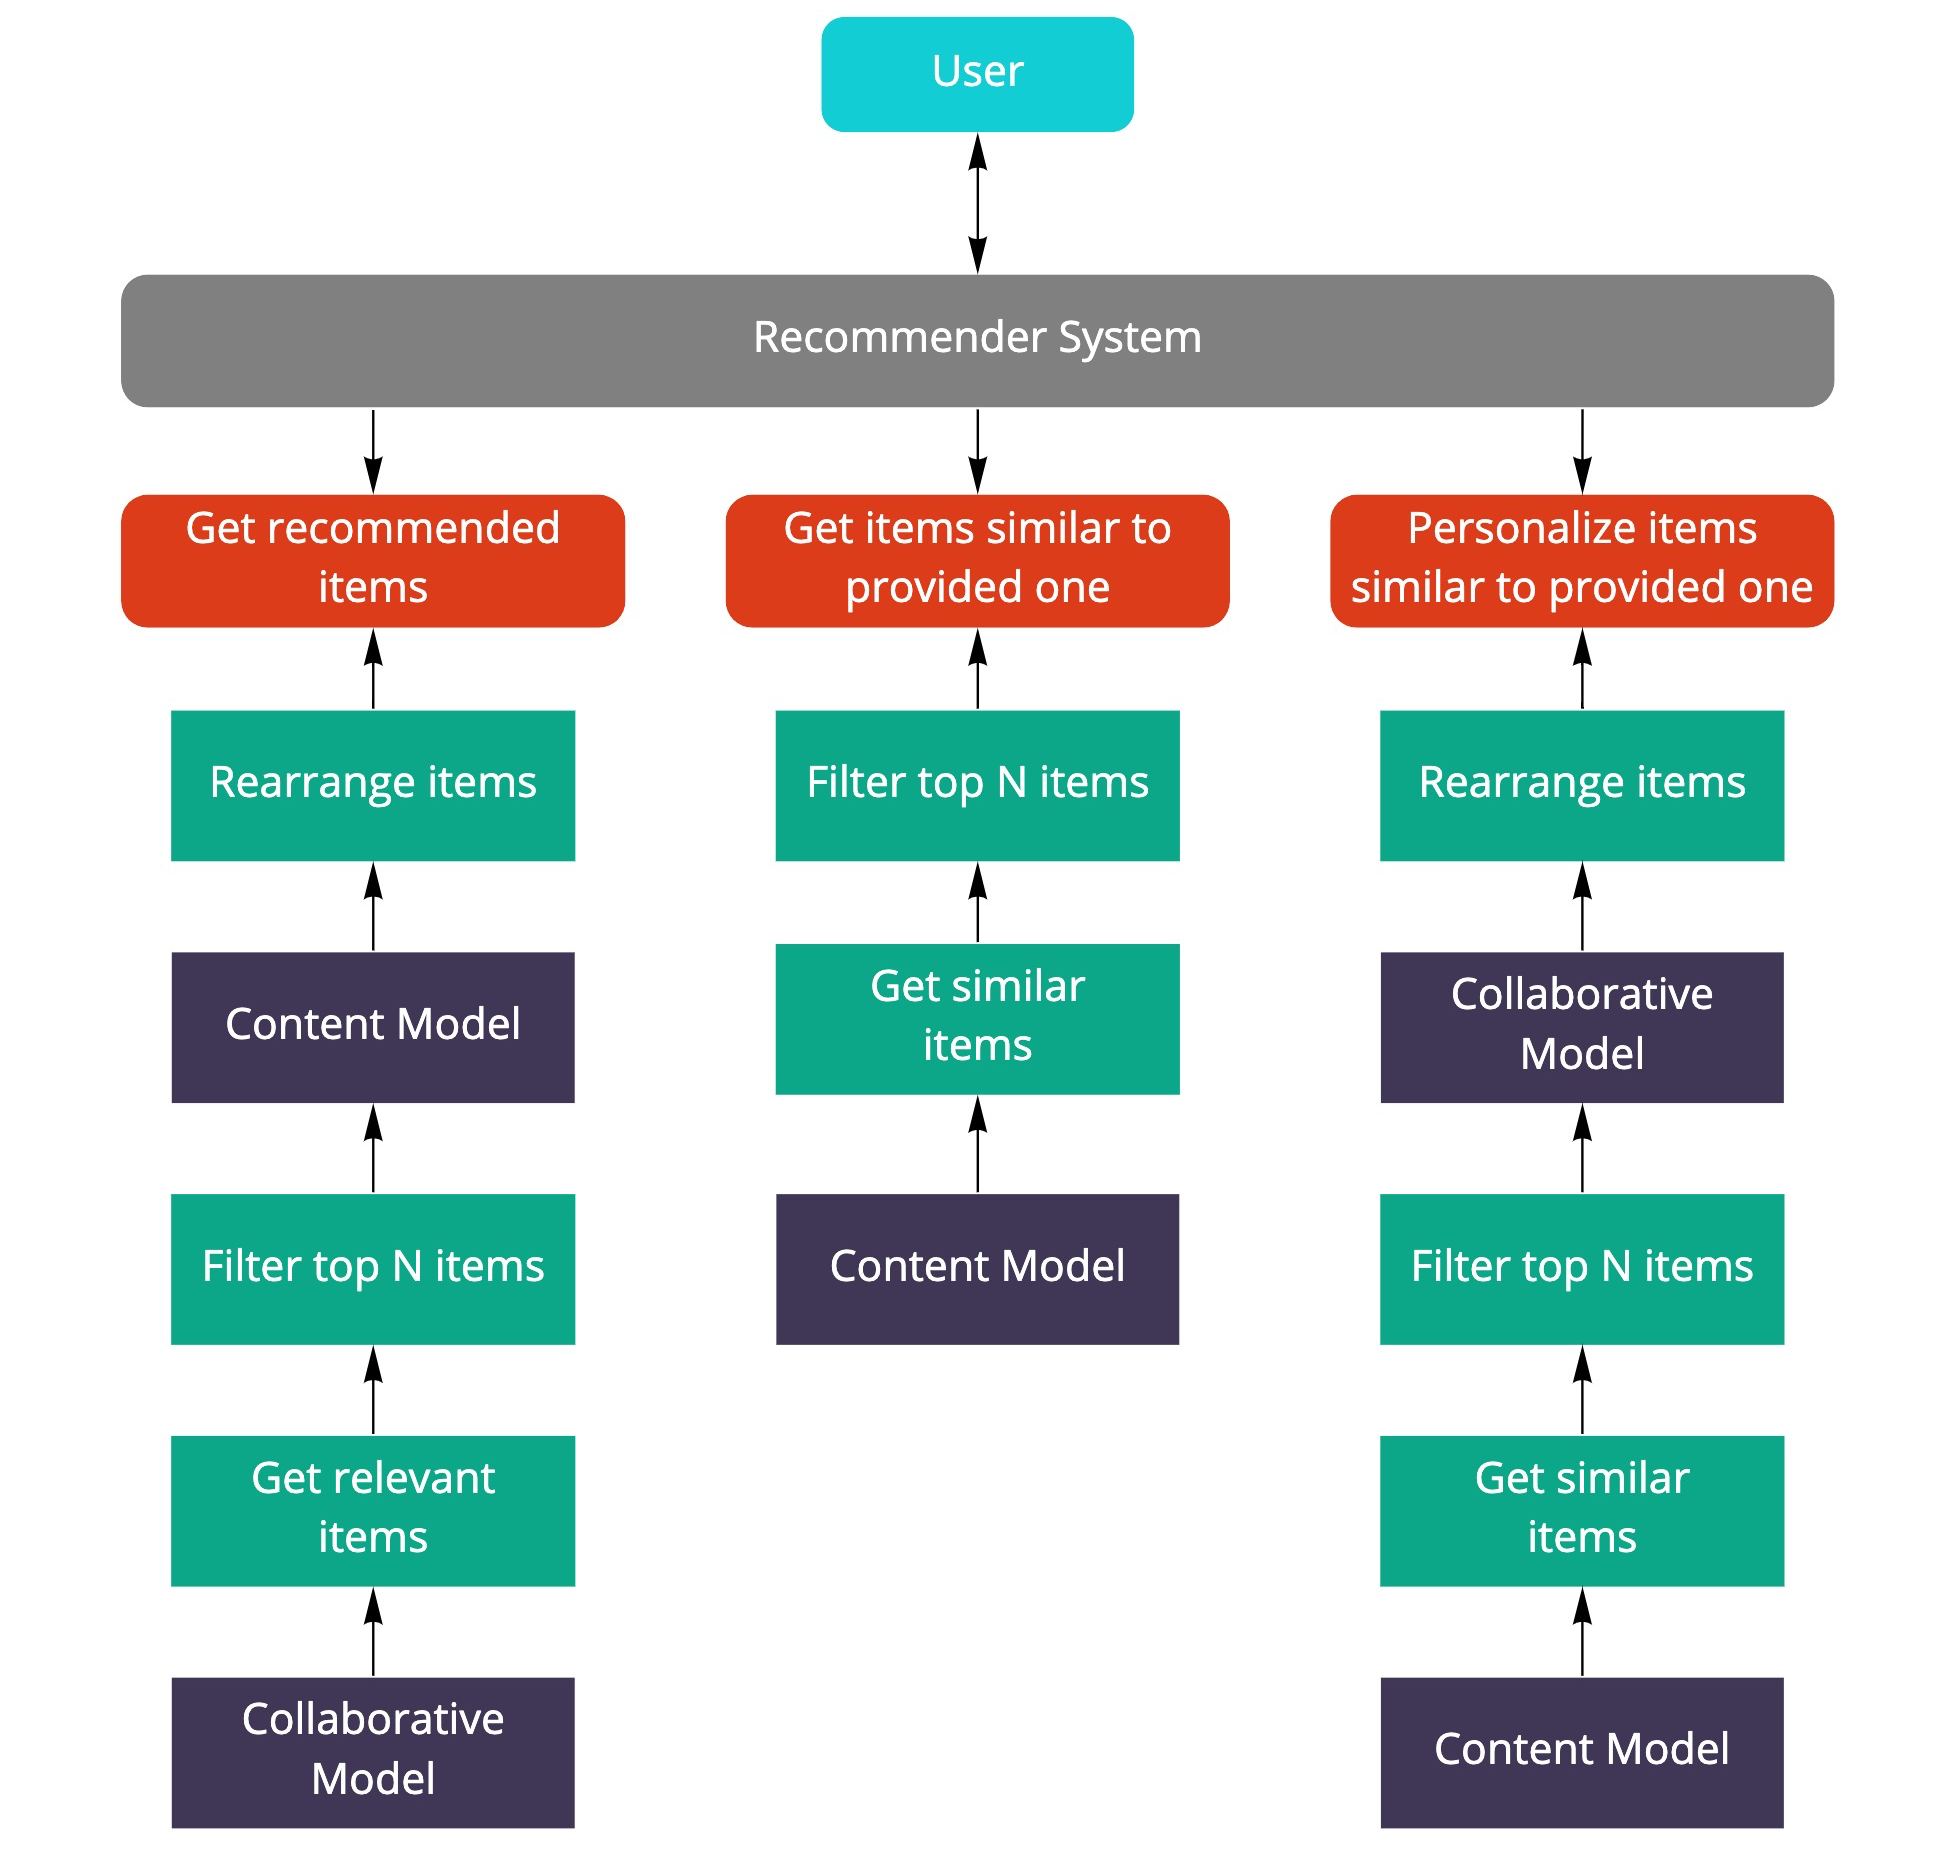 User
Recommender System
Get recommended
items
Get items similar to
provided one
Personalize items
similar to provided one
Rearrange items
Filter top N items
Rearrange items
Content Model
Get similar
items
Collaborative
Model
Filter top N items
Content Model
Filter top N items
Get relevant
items
Get similar
items
Collaborative
Model
Content Model